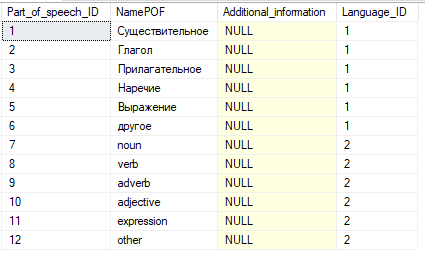 Part_of_speech_ID NamePOF Additional_information Language_ID
1 Существительное NULL 1
2 Глагол NULL 1
3 Прилагательное NULL 1
4 Наречие NULL 1
5 Выражение NULL 1
6 другое NULL 1
7 noun NULL 2
8 verb NULL 2
9 adverb NULL 2
10 adjective NULL 2
11 expression NULL 2
12 other NULL 2